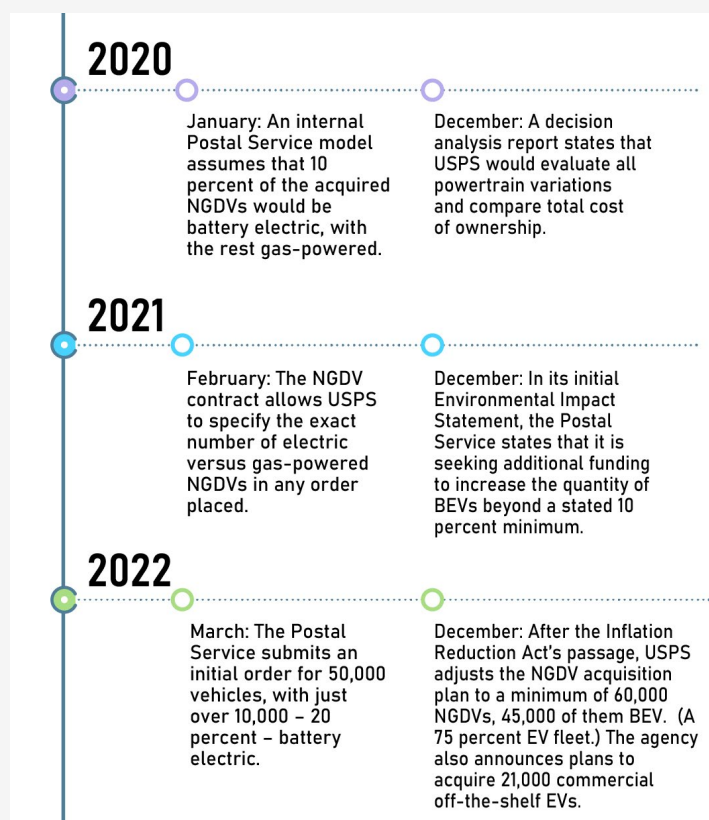 2020
January: An internal
Postal Service model
assumes that 10
percent of the acquired
NGDVs would be
battery electric, with
the rest gas-powered.
December: A decision
analysis report states that
USPS would evaluate all
powertrain variations
and compare total cost
of ownership.
2021
February: The NGDV
contract allows USPS
to specify the exact
number of electric
versus gas-powered
NGDVs in any order
placed.
December: In its initial
Environmental Impact
Statement, the Postal
Service states that it is
seeking additional funding
to increase the quantity of
BEVs beyond a stated 10
percent minimum.
2022
March: The Postal
Service submits an
initial order for 50,000
vehicles, with just
over 10,000 – 20
percent – battery
electric.
December: After the Inflation
Reduction Act's passage, USPS
adjusts the NGDV acquisition
plan to a minimum of 60,000
NGDVs, 45,000 of them BEV.  (A
75 percent EV fleet.) The agency
also announces plans to
acquire 21,000 commercial
off-the-shelf EVs.